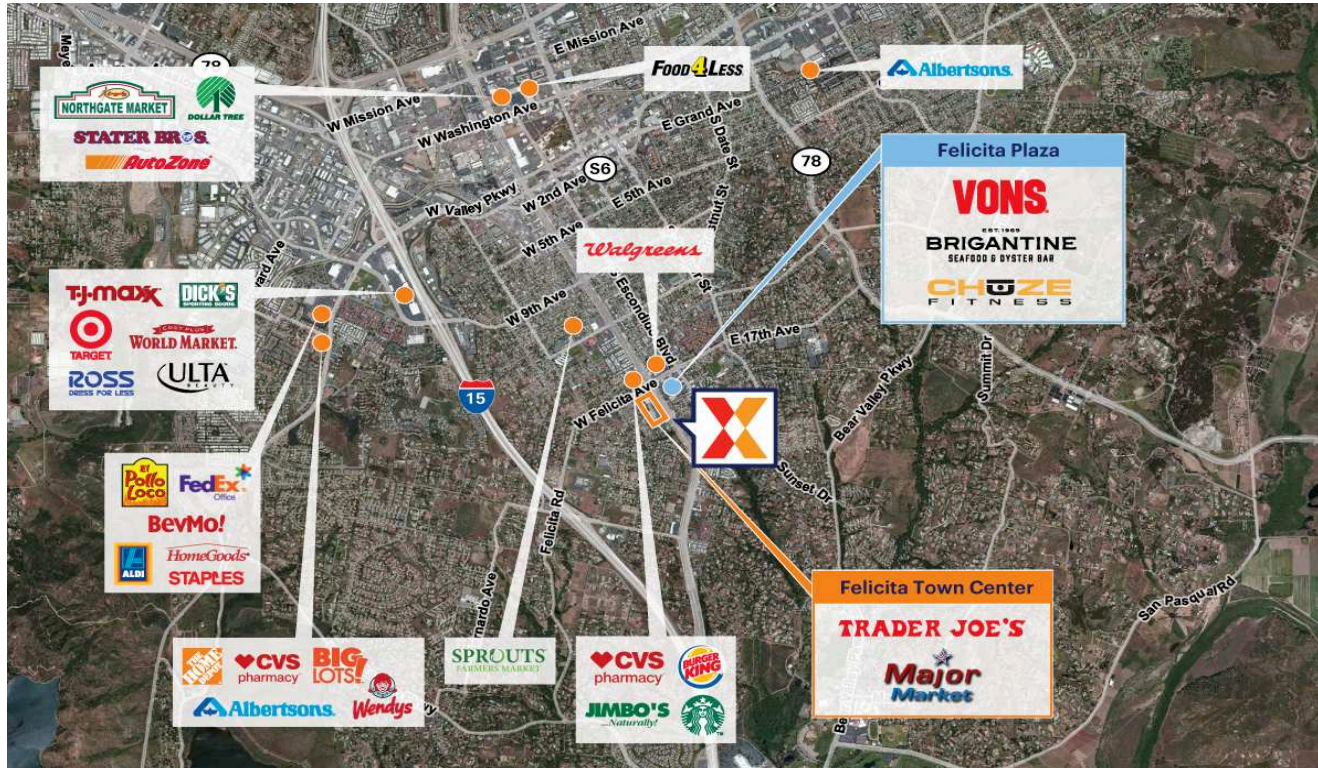 E Mission Ave
78
NORTHGATE MARKET
DOLLAR TREE
STATER BROS.
AutoZone
FOOD 4 LESS
Albertsons
W Mission Ave
W Washington Ave
E Grand Ave
S Date St
78
S6
W Valley Pkwy
W 2nd Ave
E 5th Ave
W 5th Ave
Walgreens
Felicita Plaza
VONS
EST. 1969
BRIGANTINE
SEAFOOD & OYSTER BAR
CHUZE
FITNESS
T.J.maxx
DICK'S
SPORTING GOODS
TARGET
COST PLUS
WORLD MARKET.
ROSS
DRESS FOR LESS
ULTA
BEAUTY
W 9th Ave
Escondido Blvd
E 17th Ave
15
W Felicita Ave
X
Sunset Dr
Bear Valley Pkwy
Summit Dr
El Pollo Loco
FedEx
Office
BevMo!
ALDI
HomeGoods
STAPLES
Felicita Rd
San Pasqual Rd
THE HOME DEPOT
CVS
pharmacy
BIG LOTS!
Albertsons
Wendys
SPROUTS
FARMERS MARKET
CVS
pharmacy
BURGER KING
JIMBO'S
...Naturally!
Felicita Town Center
TRADER JOE'S
Major
Market